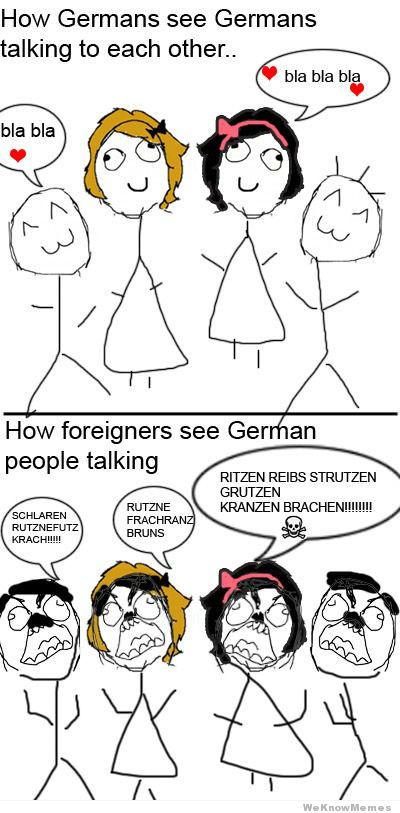 How Germans see Germans
talking to each other..
bla bla bla
bla bla
How foreigners see German
people talking
RITZEN REIBS STRUTZEN
GRUTZEN
KRANZEN BRACHEN!!!!!!!!
SCHLAREN
RUTZNEFUTZ
KRACH!!!!!
RUTZNE
FRACHRANZ
BRUNS
WeKnowMemes